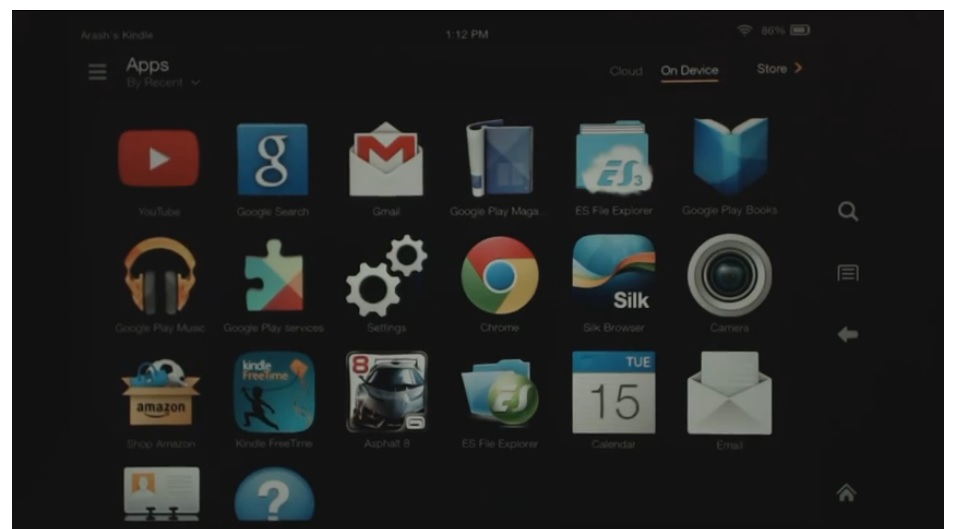 Arash's Kindle 1:12 PM 86%
Apps
By Recent
Cloud On Device Store >
g
M
ES 3
YouTube Google Search Gmail Google Play Maga... ES File Explorer Google Play Books
Silk
Google Play Music Google Play services Settings Chrome Silk Browser Camera
kindle
FreeTime
8
TUE
15
amazon
ES
G
Shop Amazon Kindle FreeTime Asphalt 8 ES File Explorer Calendar Email
?